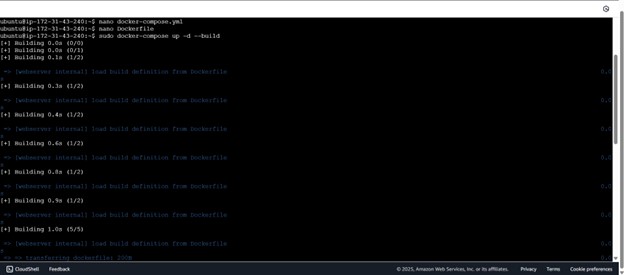 ubuntu@ip-172-31-43-240:~$ nano docker-compose.yml
ubuntu@ip-172-31-43-240:~$ nano Dockerfile
ubuntu@ip-172-31-43-240:~$ sudo docker-compose up -d --build
[+] Building 0.0s (0/0)
[+] Building 0.0s (0/1)
[+] Building 0.1s (1/2)
=> [webserver internal] load build definition from Dockerfile 0.0
s
[+] Building 0.3s (1/2)
=> [webserver internal] load build definition from Dockerfile 0.0
s
[+] Building 0.4s (1/2)
=> [webserver internal] load build definition from Dockerfile 0.0
s
[+] Building 0.6s (1/2)
=> [webserver internal] load build definition from Dockerfile 0.0
s
[+] Building 0.8s (1/2)
=> [webserver internal] load build definition from Dockerfile 0.0
s
[+] Building 0.9s (1/2)
=> [webserver internal] load build definition from Dockerfile 0.0
s
[+] Building 1.0s (5/5)
=> [webserver internal] load build definition from Dockerfile 0.0
s
=> => transferring dockerfile: 200B 0.0
CloudShell Feedback © 2025, Amazon Web Services, Inc. or its affiliates. Privacy Terms Cookie preferences